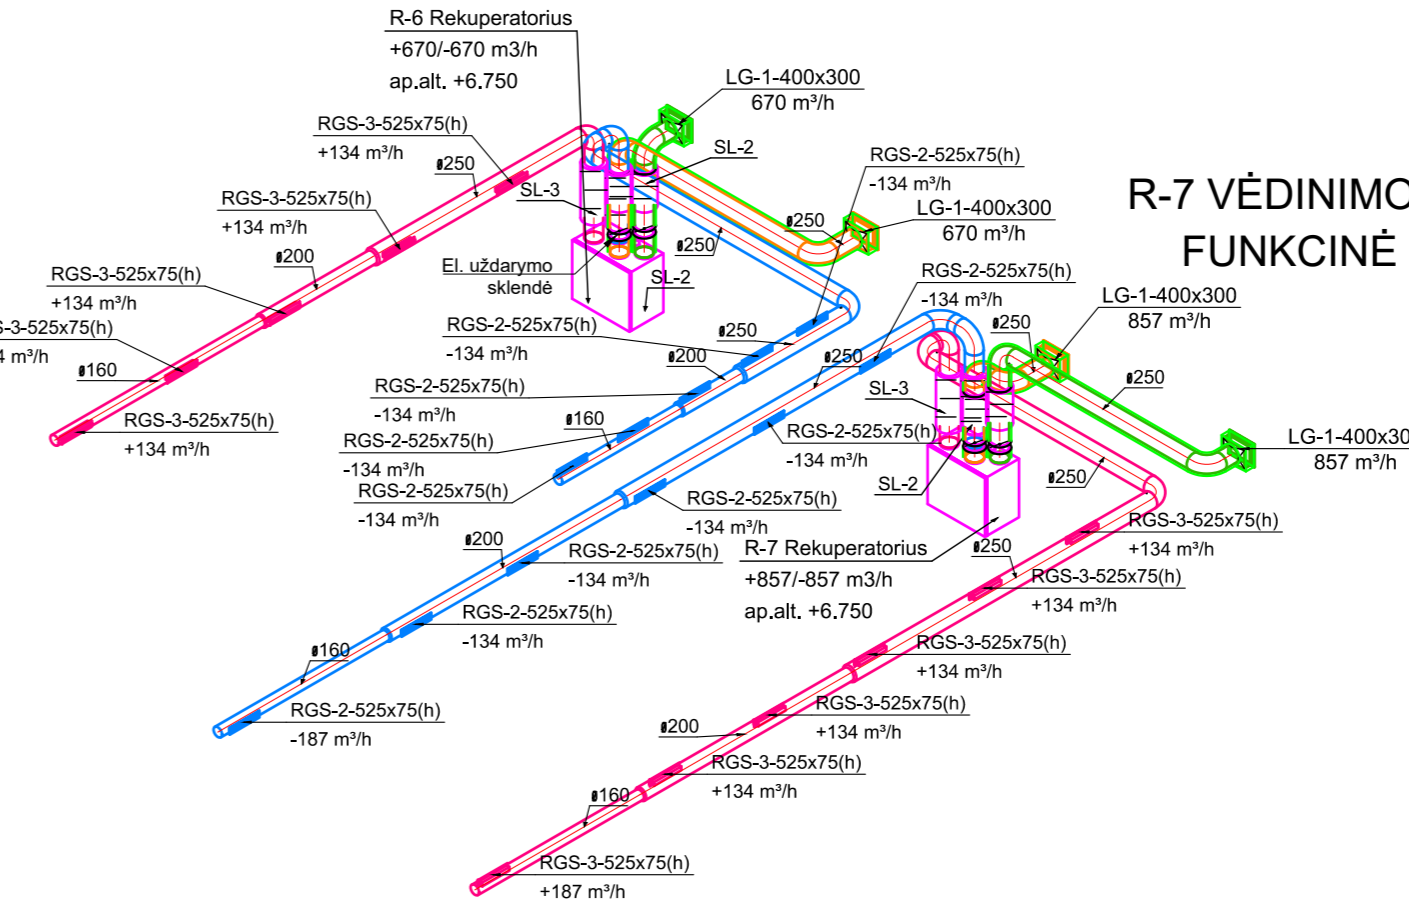 R-6 Rekuperatorius
+670/-670 m3/h
ap.alt. +6.750
LG-1-400x300
670 m³/h
RGS-3-525x75(h)
+134 m³/h
ø250
SL-2
RGS-2-525x75(h)
-134 m³/h
R-7 VĖDINIMO
FUNKCINĖ
RGS-3-525x75(h)
+134 m³/h
SL-3
LG-1-400x300
670 m³/h
ø250
ø250
ø200
RGS-3-525x75(h)
+134 m³/h
El. uždarymo
sklendė
SL-2
RGS-2-525x75(h)
-134 m³/h
LG-1-400x300
857 m³/h
S-3-525x75(h)
4 m³/h
ø160
RGS-2-525x75(h)
-134 m³/h
ø250
ø200
ø250
ø250
ø250
RGS-2-525x75(h)
-134 m³/h
SL-3
RGS-3-525x75(h)
+134 m³/h
ø160
RGS-2-525x75(h)
-134 m³/h
RGS-2-525x75(h)
-134 m³/h
LG-1-400x30
857 m³/h
RGS-2-525x75(h)
-134 m³/h
SL-2
ø250
RGS-2-525x75(h)
-134 m³/h
RGS-3-525x75(h)
+134 m³/h
ø200
RGS-2-525x75(h)
-134 m³/h
R-7 Rekuperatorius
+857/-857 m3/h
ap.alt. +6.750
ø250
RGS-3-525x75(h)
+134 m³/h
RGS-2-525x75(h)
-134 m³/h
ø160
RGS-3-525x75(h)
+134 m³/h
RGS-2-525x75(h)
-187 m³/h
RGS-3-525x75(h)
+134 m³/h
ø200
RGS-3-525x75(h)
+134 m³/h
ø160
RGS-3-525x75(h)
+187 m³/h